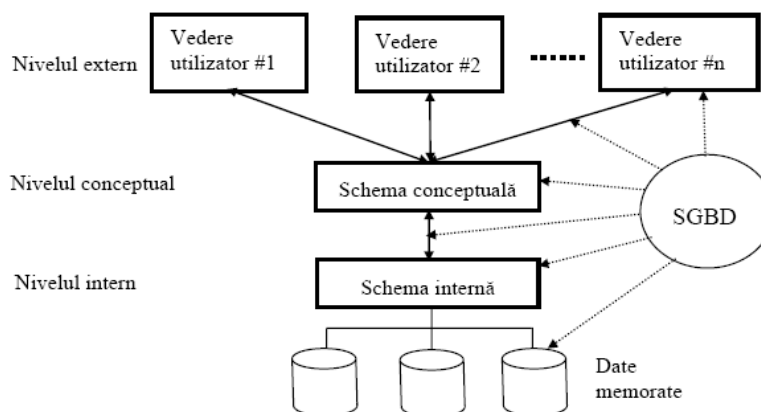 Nivelul extern
Vedere
utilizator #1
Vedere
utilizator #2
Vedere
utilizator #n
Nivelul conceptual
Schema conceptuală
SGBD
Nivelul intern
Schema internă
Date
memorate